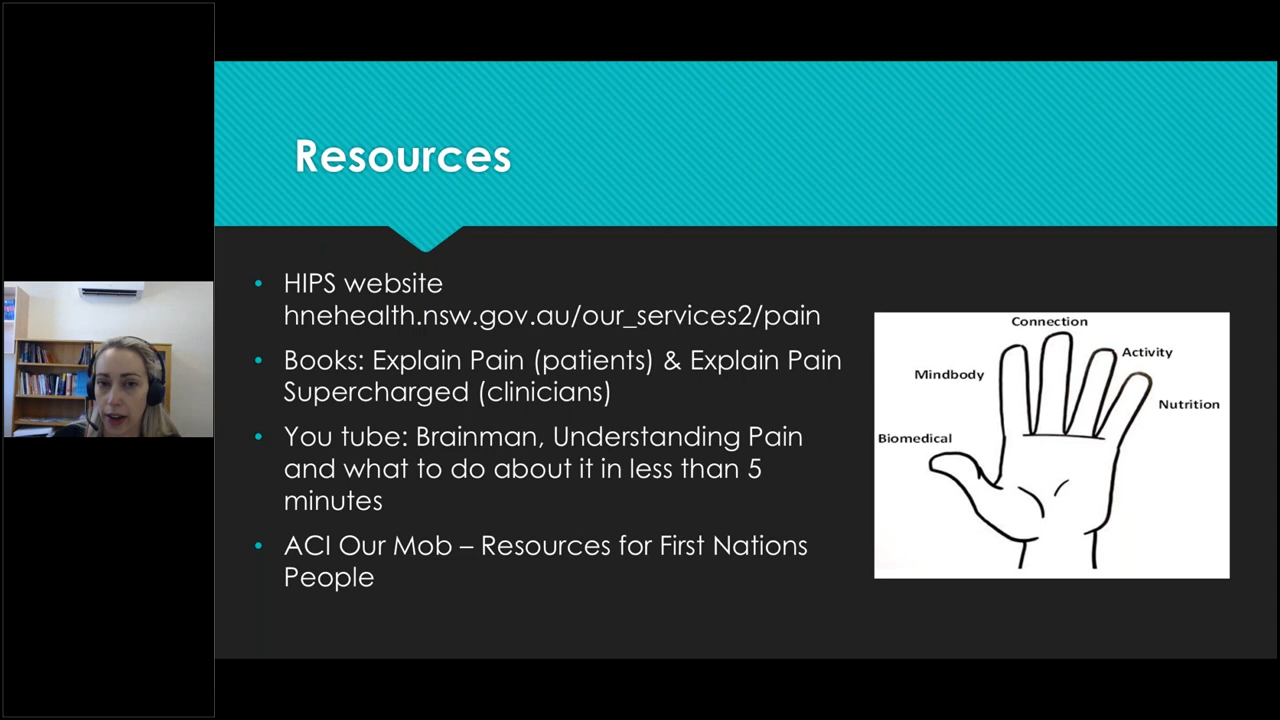 Resources
HIPS website
hnehealth.nsw.gov.au/our_services2/pain
Books: Explain Pain (patients) & Explain Pain
Supercharged (clinicians)
You tube: Brainman, Understanding Pain
and what to do about it in less than 5
minutes
ACI Our Mob – Resources for First Nations
People
Connection
Activity
Mindbody
Nutrition
Biomedical